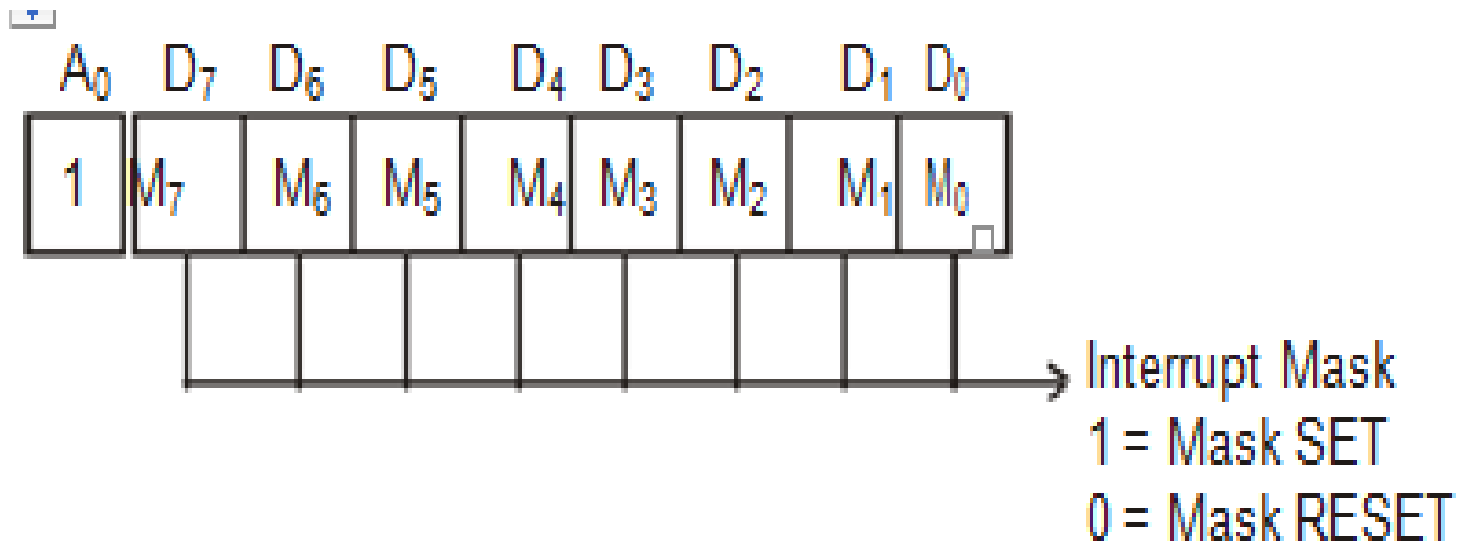 A₀ D₇ D₆ D₅ D₄ D₃ D₂ D₁ D₀
1 M₇ M₆ M₅ M₄ M₃ M₂ M₁ M₀
Interrupt Mask
1 = Mask SET
0 = Mask RESET